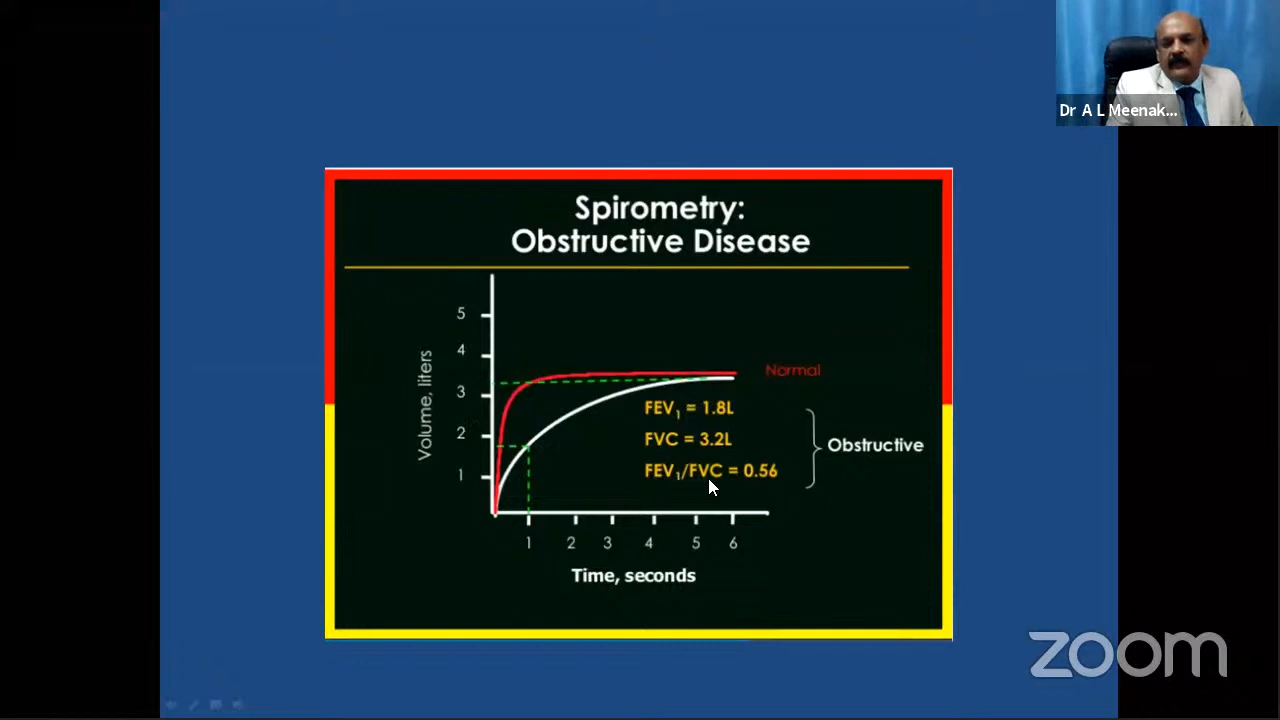 Dr A L Meenak...
Spirometry:
Obstructive Disease
Volume, liters
5
4
3
2
1
Normal
FEV₁ = 1.8L
FVC = 3.2L
FEV₁/FVC = 0.56
Obstructive
1 2 3 4 5 6
Time, seconds
zoom